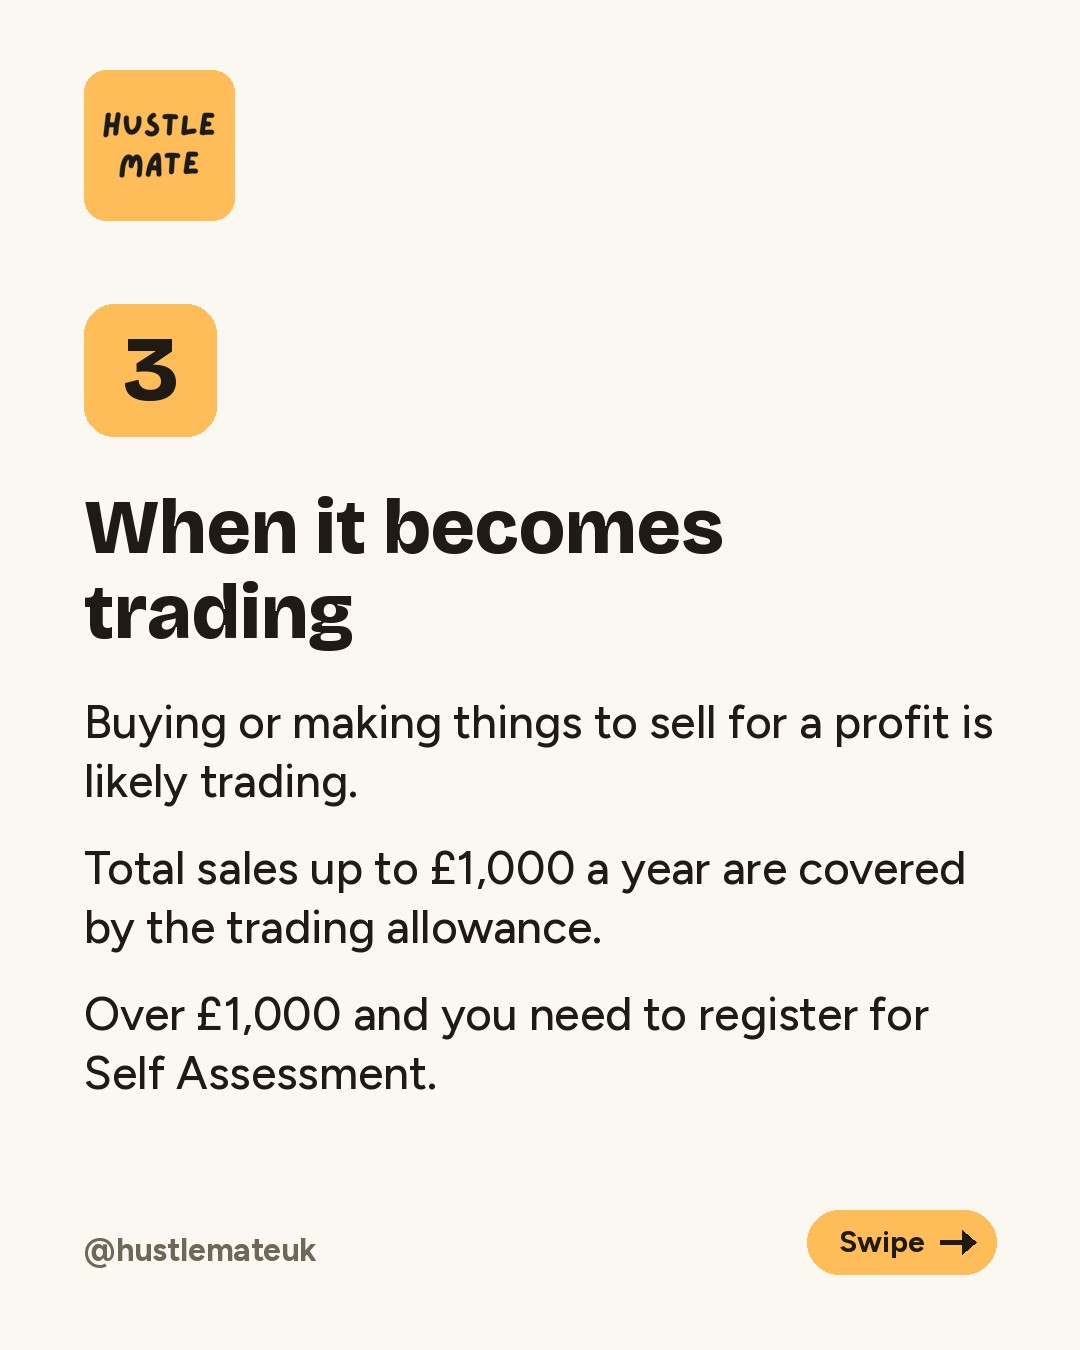 HUSTLE
MATE
3
When it becomes
trading
Buying or making things to sell for a profit is
likely trading.
Total sales up to £1,000 a year are covered
by the trading allowance.
Over £1,000 and you need to register for
Self Assessment.
@hustlemateuk
Swipe